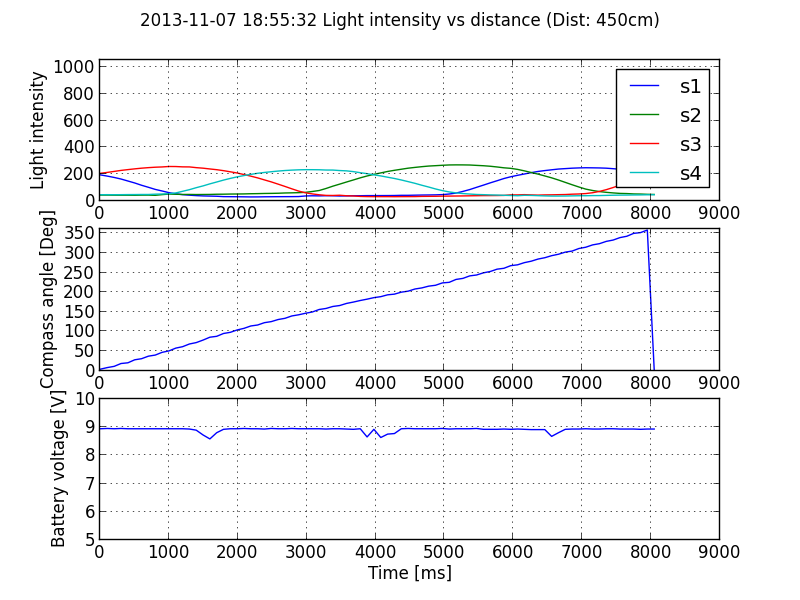 2013-11-07 18:55:32 Light intensity vs distance (Dist: 450cm)
Light intensity
1000
800
600
400
200
0
s1
s2
s3
s4
0 1000 2000 3000 4000 5000 6000 7000 8000 9000
Compass angle [Deg]
350
300
250
200
150
100
50
0
0 1000 2000 3000 4000 5000 6000 7000 8000 9000
Battery voltage [V]
10
9
8
7
6
5
0 1000 2000 3000 4000 5000 6000 7000 8000 9000
Time [ms]